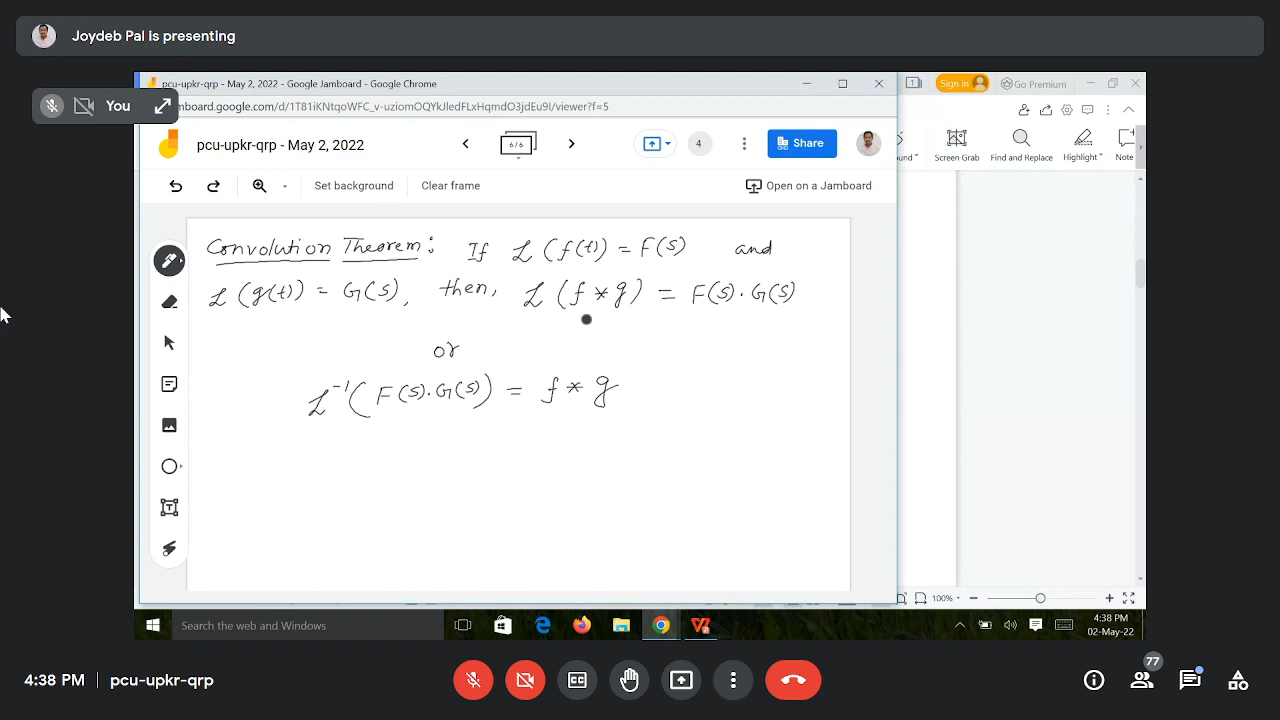 Joydeb Pal is presenting
pcu-upkr-qrp - May 2, 2022 - Google Jamboard - Google Chrome
1 Sign in Go Premium
You
mboard.google.com/d/1T81iKNtqoWFC_v-uziomOQYkJledFLxHqmdO3jdEu9I/viewer?f=5
pcu-upkr-qrp - May 2, 2022
6/6
4
Share
Screen Grab Find and Replace Highlight Note
Clear frame
Set background
Open on a Jamboard
Convolution Theorem: If ℒ(f(t)) = F(s) and
ℒ(g(t)) = G(s), then, ℒ(f*g) = F(s).G(s)
or
ℒ⁻¹(F(s).G(s)) = f * g
100%
Search the web and Windows
4:38 PM
02-May-22
4:38 PM | pcu-upkr-qrp
77